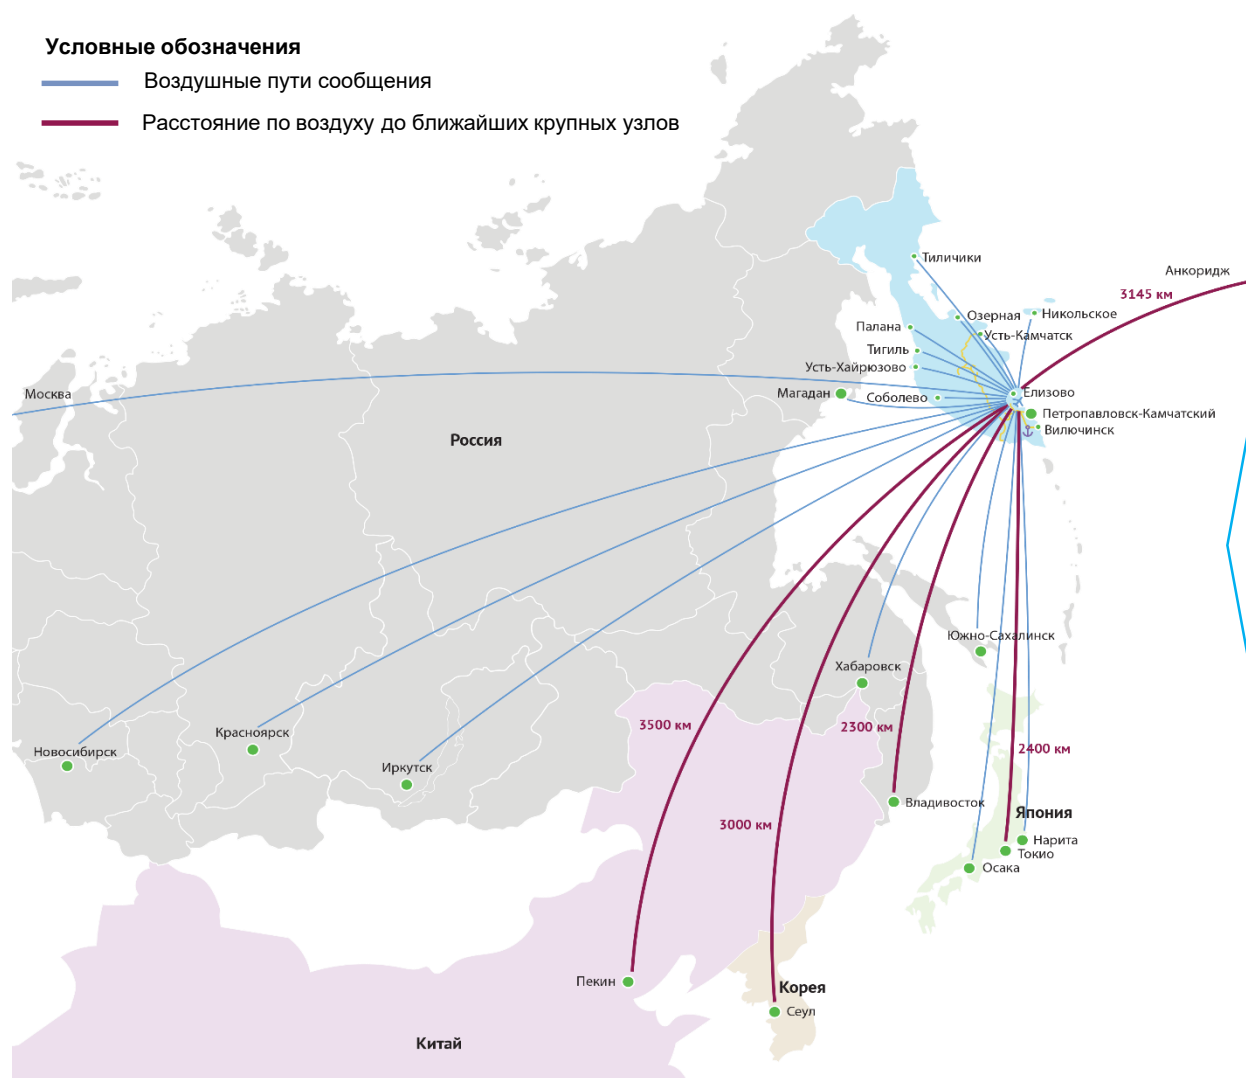 Условные обозначения
Воздушные пути сообщения
Расстояние по воздуху до ближайших крупных узлов
Тиличики
Анкоридж
3145 км
Озерная
Никольское
Палана
Усть-Камчатск
Тигиль
Усть-Хайрюзово
Москва
Магадан
Соболево
Елизово
Петропавловск-Камчатский
Вилючинск
Россия
Южно-Сахалинск
Хабаровск
3500 км
2300 км
Красноярск
Новосибирск
2400 км
Иркутск
Владивосток
Япония
3000 км
Нарита
Токио
Осака
Пекин
Корея
Сеул
Китай